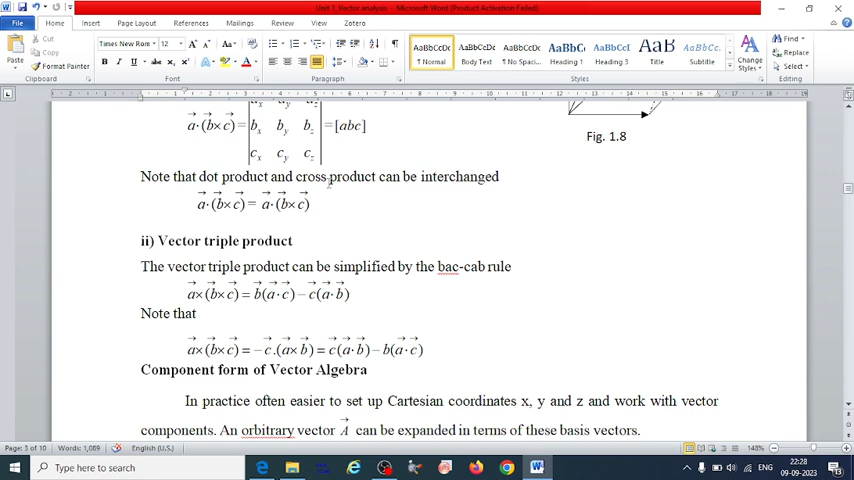 Unit 1_Vector analysis. - Microsoft Word (Product Activation Failed)
File Home Insert Page Layout References Mailings Review View Zotero
Cut
Copy
Paste Format Painter
Clipboard
Times New Rom 12
Font
Paragraph
AaBbCcDc AaBbCcDc AaBbCcDc AaBbC AaBbCc AaB AaBbCc.
¶ Normal Body Text ¶ No Spaci... Heading 1 Heading 3 Title Subtitle
Styles
Change Styles
Find
Replace
Select
Editing
a⃗·(b⃗×c⃗)= | a_x a_y a_z | b_x b_y b_z | c_x c_y c_z | =[abc]
Fig. 1.8
Note that dot product and cross-product can be interchanged
a⃗·(b⃗×c⃗)= a⃗·(b⃗×c⃗)
ii) Vector triple product
The vector triple product can be simplified by the bac-cab rule
a⃗×(b⃗×c⃗)= b⃗(a⃗·c⃗)−c⃗(a⃗·b⃗)
Note that
a⃗×(b⃗×c⃗)= −c⃗.(a⃗×b⃗)= c⃗(a⃗·b⃗)−b(a⃗·c⃗)
Component form of Vector Algebra
In practice often easier to set up Cartesian coordinates x, y and z and work with vector
components. An orbitrary vector A⃗ can be expanded in terms of these basis vectors.
Page: 3 of 10 Words: 1,089 English (U.S.) 148%
Type here to search ENG 22:28
09-09-2023